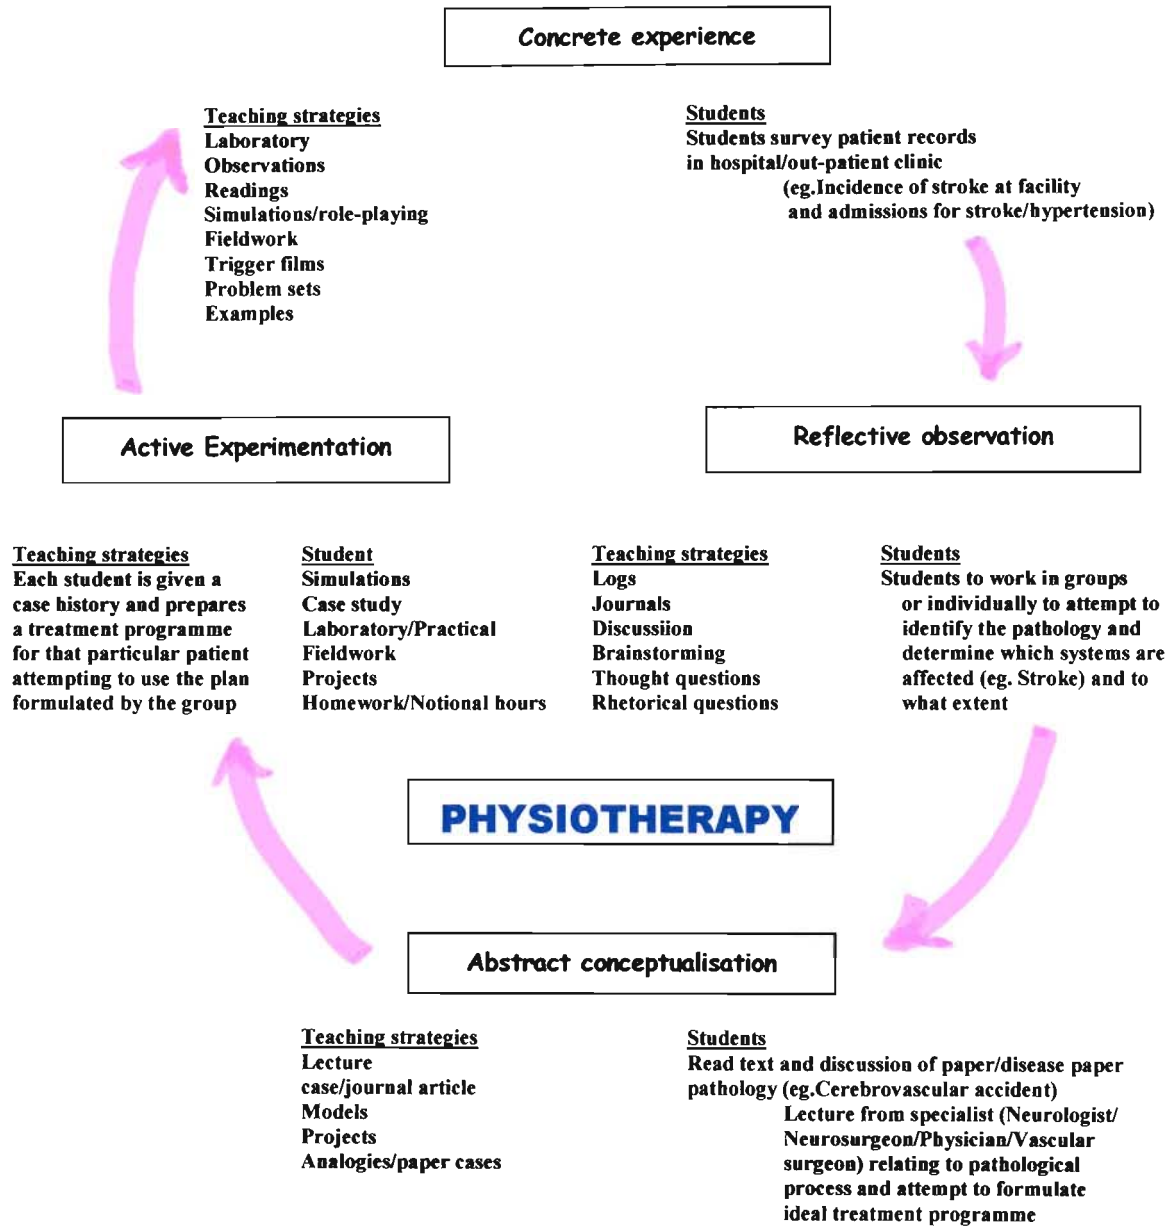 Concrete experience
Teaching strategies
Laboratory
Observations
Readings
Simulations/role-playing
Fieldwork
Trigger films
Problem sets
Examples
Students
Students survey patient records
in hospital/out-patient clinic
(eg.Incidence of stroke at facility
and admissions for stroke/hypertension)
Active Experimentation
Reflective observation
Teaching strategies
Each student is given a
case history and prepares
a treatment programme
for that particular patient
attempting to use the plan
formulated by the group
Student
Simulations
Case study
Laboratory/Practical
Fieldwork
Projects
Homework/Notional hours
Teaching strategies
Logs
Journals
Discussiion
Brainstorming
Thought questions
Rhetorical questions
Students
Students to work in groups
or individually to attempt to
identify the pathology and
determine which systems are
affected (eg. Stroke) and to
what extent
PHYSIOTHERAPY
Abstract conceptualisation
Teaching strategies
Lecture
case/journal article
Models
Projects
Analogies/paper cases
Students
Read text and discussion of paper/disease paper
pathology (eg.Cerebrovascular accident)
Lecture from specialist (Neurologist/
Neurosurgeon/Physician/Vascular
surgeon) relating to pathological
process and attempt to formulate
ideal treatment programme